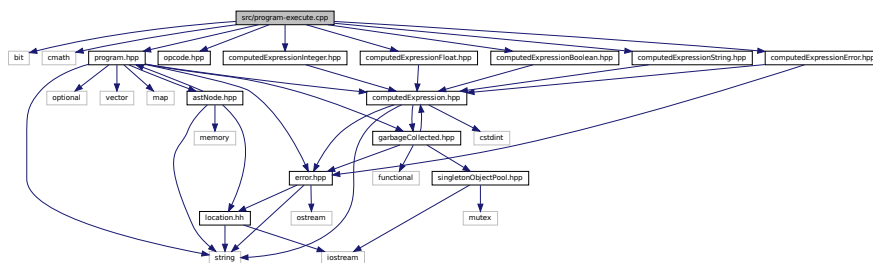 src/program-execute.cpp
bit
cmath
program.hpp
opcode.hpp
computedExpressionInteger.hpp
computedExpressionFloat.hpp
computedExpressionBoolean.hpp
computedExpressionString.hpp
computedExpressionError.hpp
optional
vector
map
astNode.hpp
computedExpression.hpp
memory
garbageCollected.hpp
cstdint
error.hpp
functional
singletonObjectPool.hpp
location.hh
ostream
mutex
string
iostream